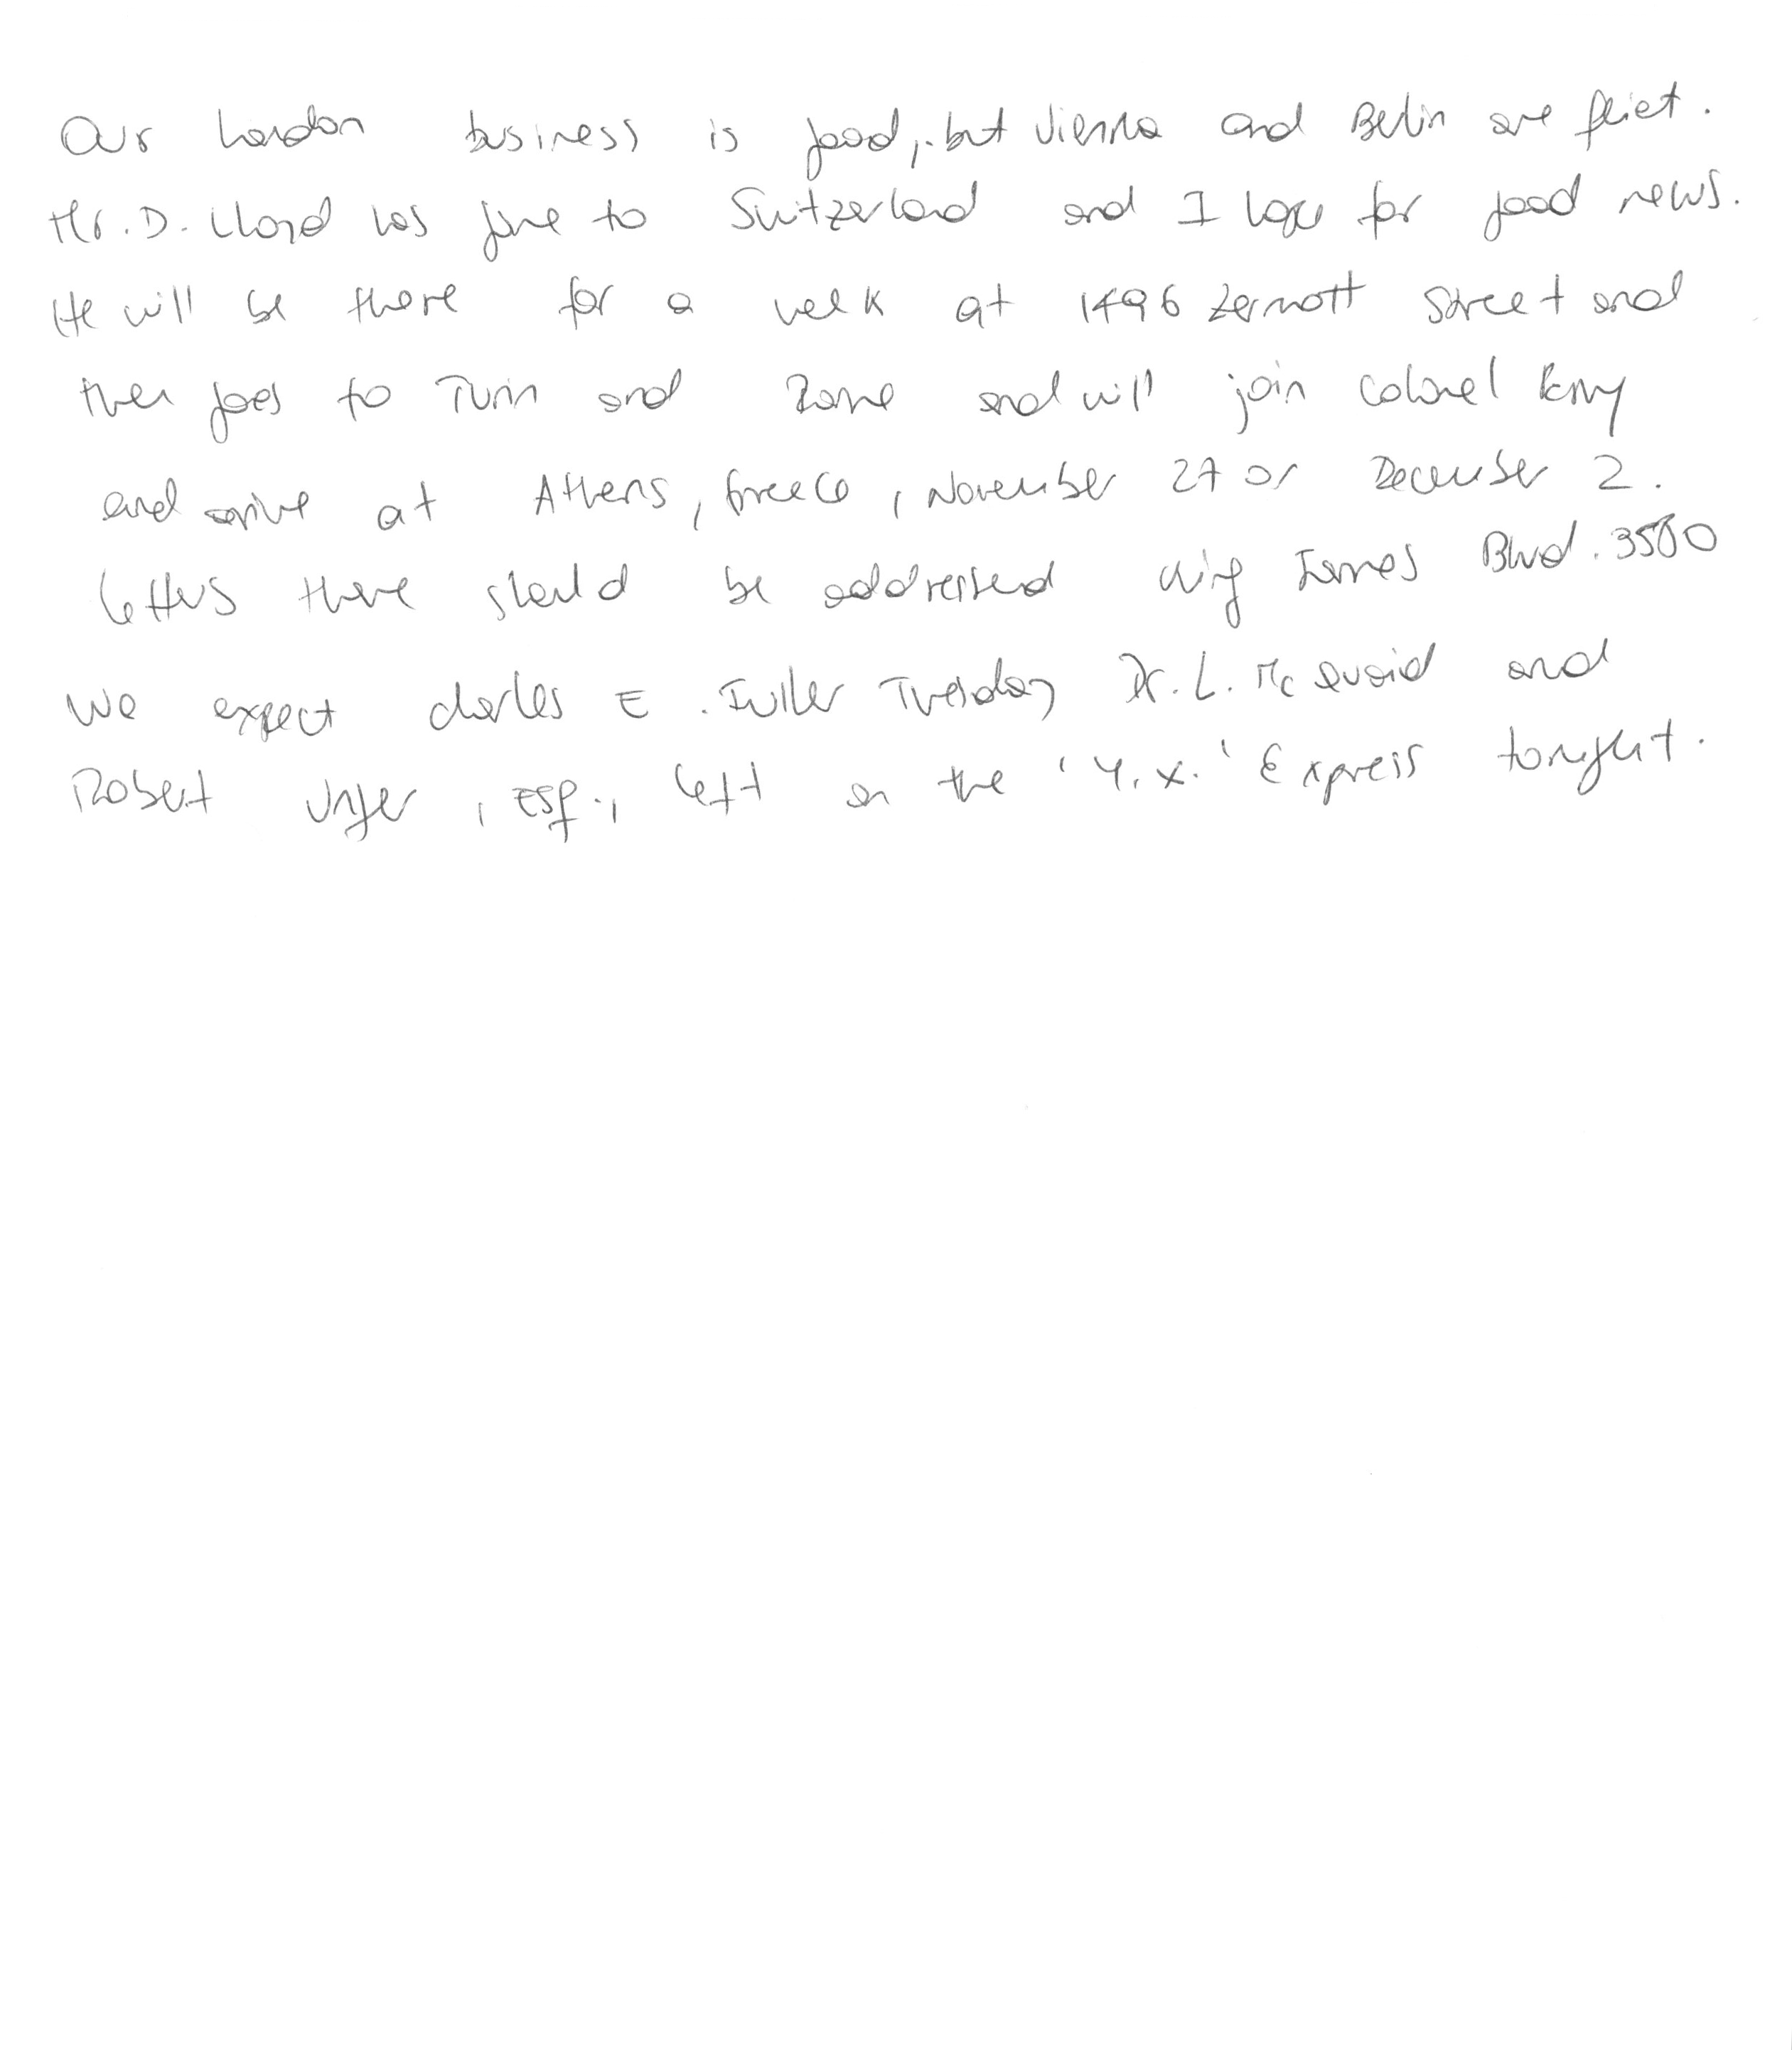 Our London business is good, but Vienna and Berlin are quiet.
Mr. D. Lloyd has gone to Switzerland and I hope for good news.
He will be there for a week at 1496 Zermott Street and
then goes to Turin and Rome and will join Colonel Parry
and arrive at Athens, Greece, November 27 or December 2.
Letters there should be addressed King James Blvd. 3580
We expect Charles E. Fuller Tuesday Dr. L. Mc Quaid and
Robert Unger, Esq., left on the 'Y.X.' Express tonight.